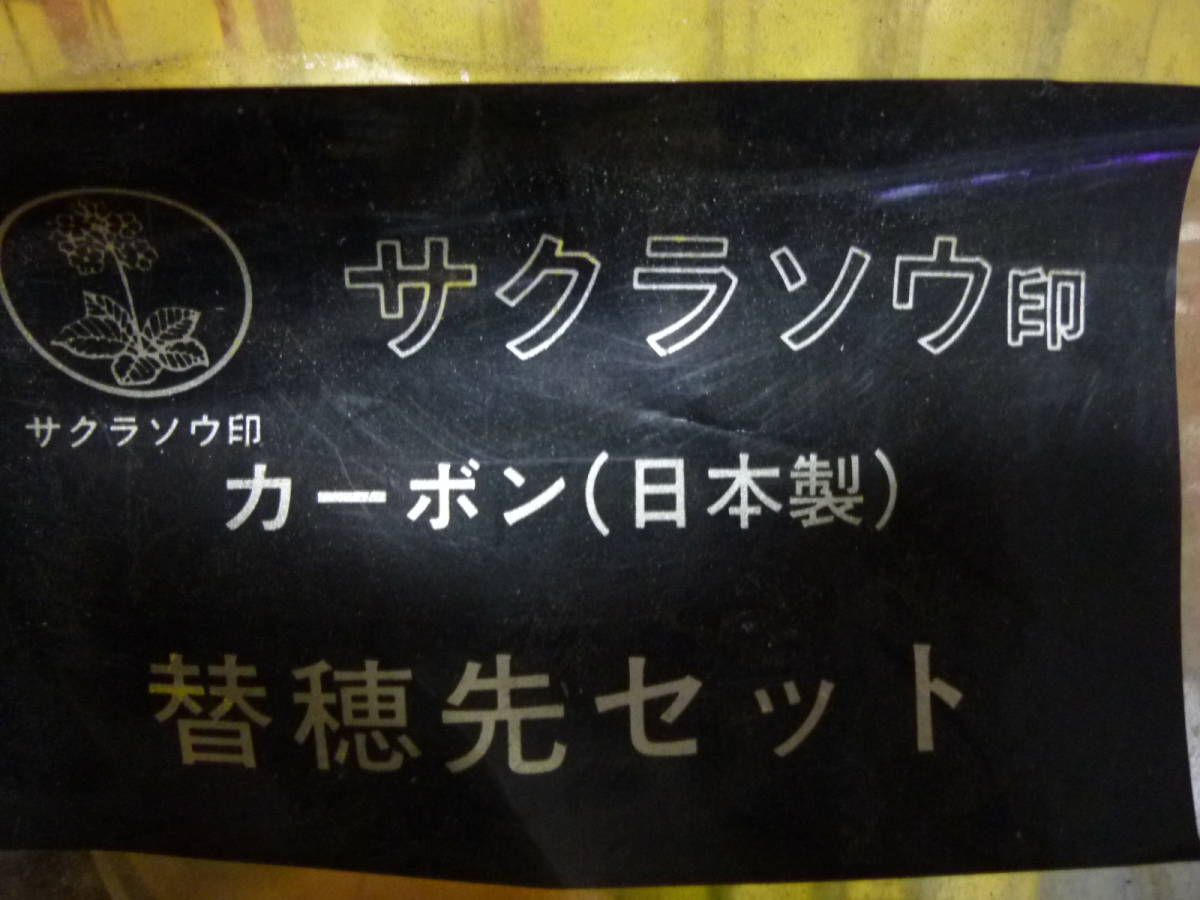 サクラソウ印
サクラソウ印
カーボン(日本製)
替穂先セット